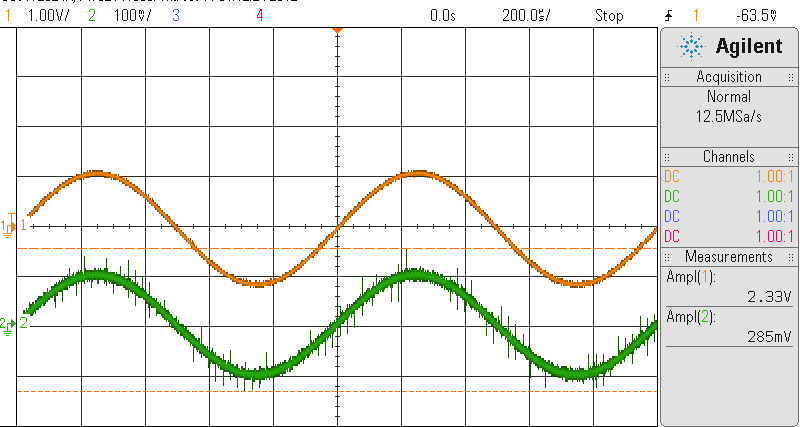 1 1.00V/ 2 100mV/ 3 4 0.0s 200.0us/ Stop 1 -63.5mV
Agilent
Acquisition
Normal
12.5MSa/s
Channels
DC 1.00:1
DC 1.00:1
DC 1.00:1
DC 1.00:1
Measurements
Ampl(1):
2.33V
Ampl(2):
285mV
1 1
2 2